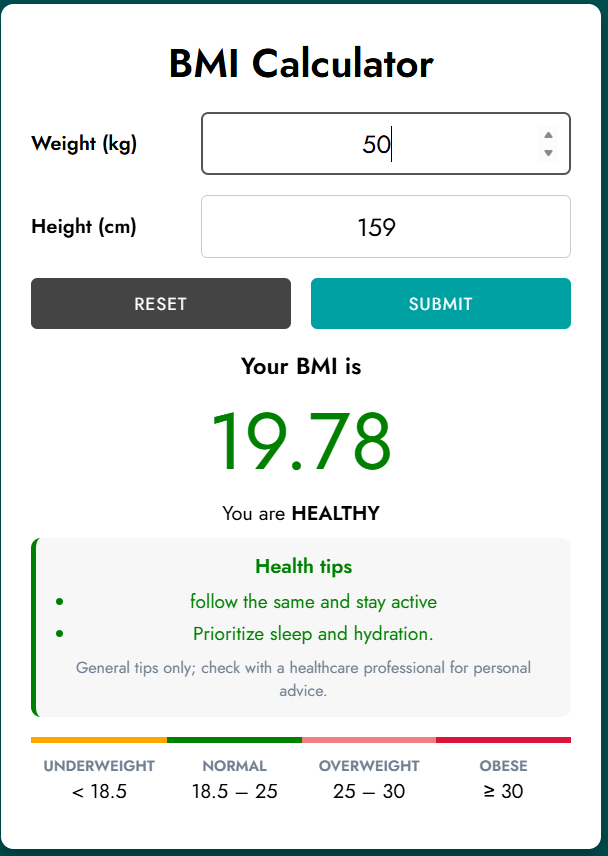 BMI Calculator
Weight (kg)
50
Height (cm)
159
RESET
SUBMIT
Your BMI is
19.78
You are HEALTHY
Health tips
• follow the same and stay active
• Prioritize sleep and hydration.
General tips only; check with a healthcare professional for personal
advice.
UNDERWEIGHT NORMAL OVERWEIGHT OBESE
< 18.5 18.5 – 25 25 – 30 ≥ 30